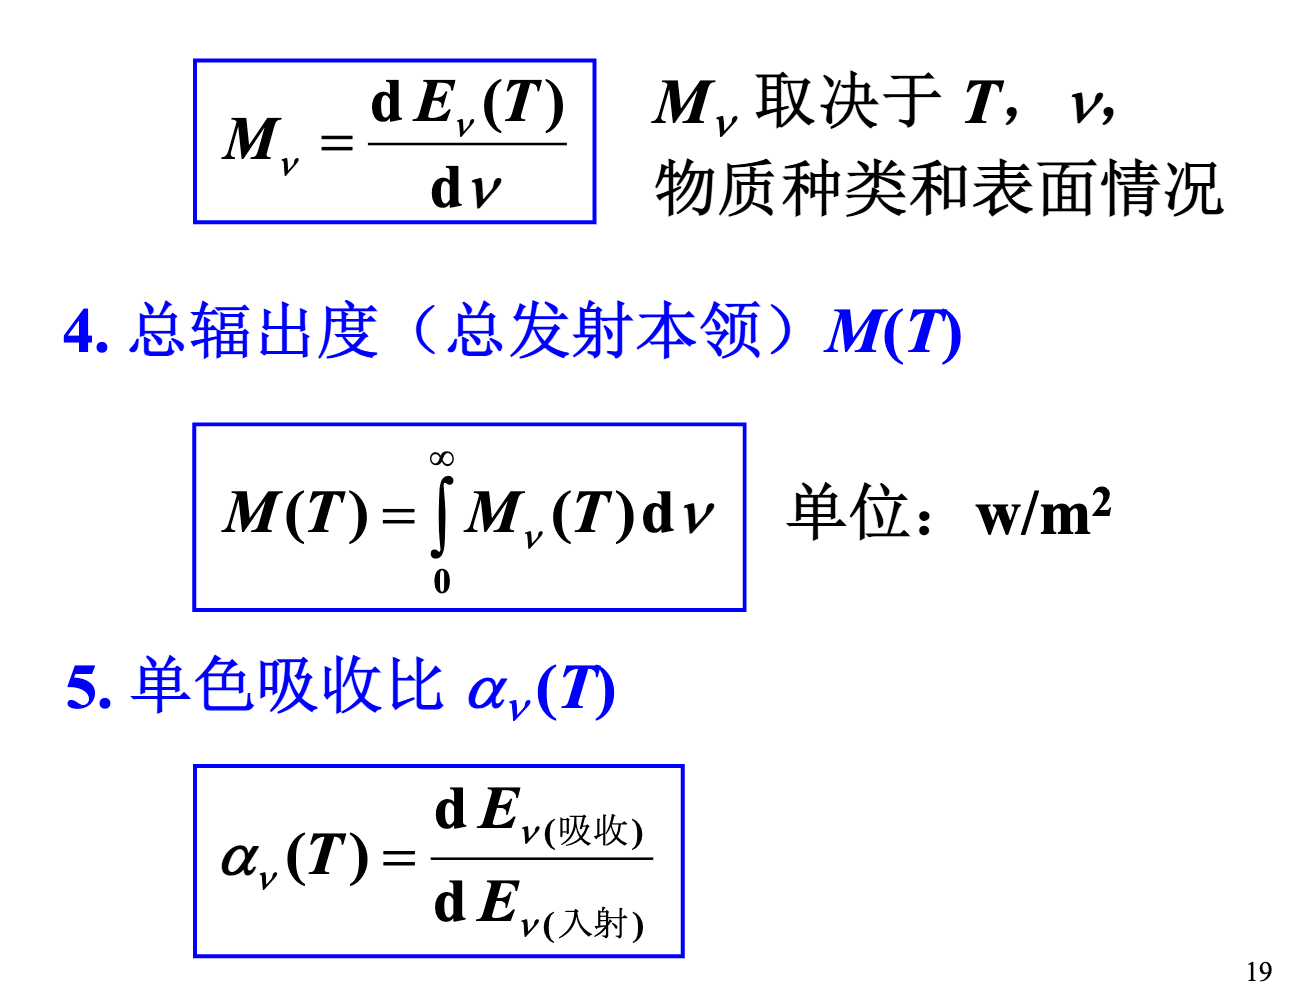 M_ν = dE_ν(T) / dν
M_ν 取决于 T， ν，
物质种类和表面情况
4. 总辐出度（总发射本领）M(T)
M(T) = ∫_0^∞ M_ν(T)dν
单位：w/m²
5. 单色吸收比 α_ν(T)
α_ν(T) = dE_ν(吸收) / dE_ν(入射)
19